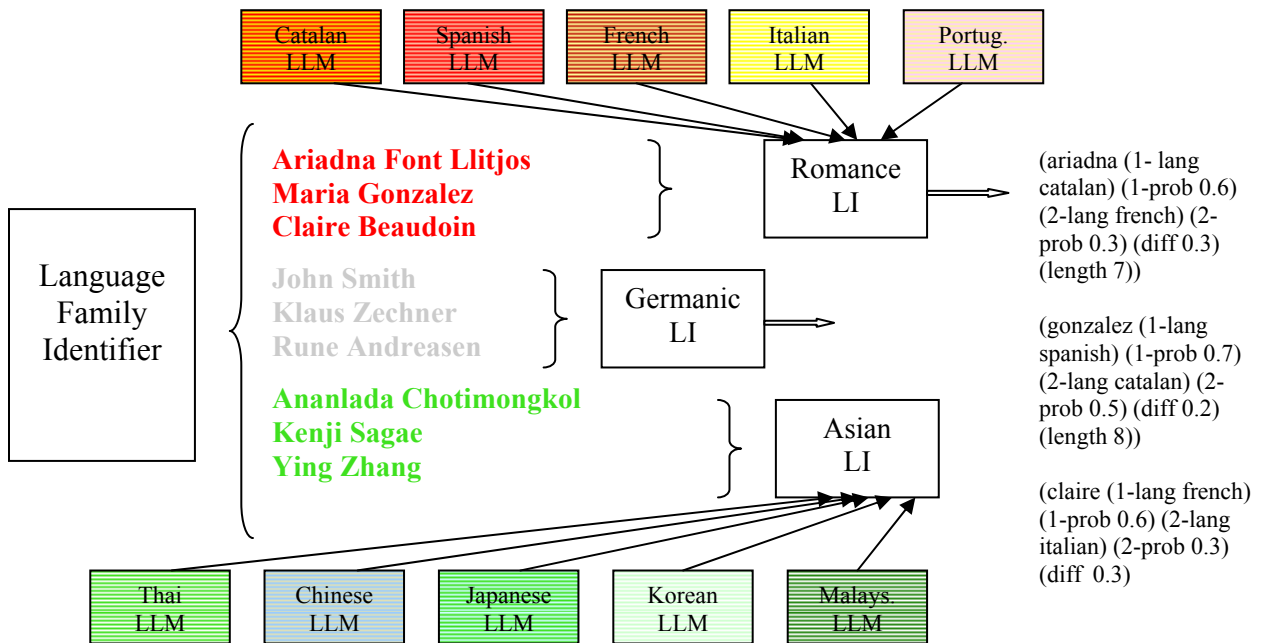 Catalan
LLM
Spanish
LLM
French
LLM
Italian
LLM
Portug.
LLM
Language
Family
Identifier
Ariadna Font Llitjos
Maria Gonzalez
Claire Beaudoin
Romance
LI
John Smith
Klaus Zechner
Rune Andreasen
Germanic
LI
Ananlada Chotimongkol
Kenji Sagae
Ying Zhang
Asian
LI
(ariadna (1- lang
catalan) (1-prob 0.6)
(2-lang french) (2-
prob 0.3) (diff 0.3)
(length 7))
(gonzalez (1-lang
spanish) (1-prob 0.7)
(2-lang catalan) (2-
prob 0.5) (diff 0.2)
(length 8))
(claire (1-lang french)
(1-prob 0.6) (2-lang
italian) (2-prob 0.3)
(diff  0.3)
Thai
LLM
Chinese
LLM
Japanese
LLM
Korean
LLM
Malays.
LLM